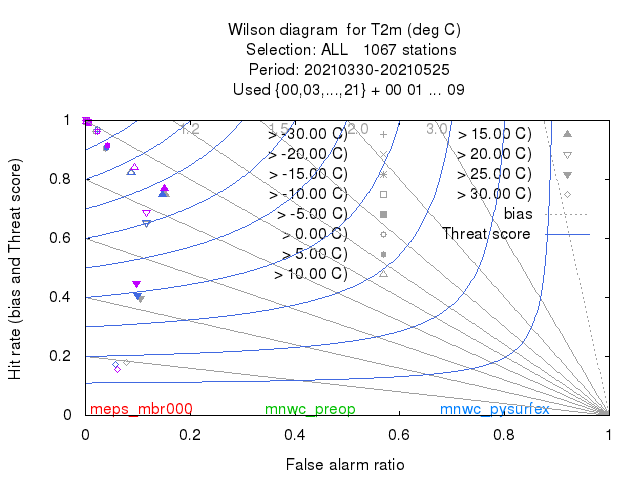 Wilson diagram for T2m (deg C)
Selection: ALL 1067 stations
Period: 20210330-20210525
Used {00,03,...,21} + 00 01 ... 09
Hit rate (bias and Threat score)
1
0.8
0.6
0.4
0.2
0
1.2 1.5 2.0 3.0
> -30.00 C)
> -20.00 C)
> -15.00 C)
> -10.00 C)
> -5.00 C)
> 0.00 C)
> 5.00 C)
> 10.00 C)
> 15.00 C)
> 20.00 C)
> 25.00 C)
> 30.00 C)
bias
Threat score
meps_mbr000 mnwc_preop mnwc_pysurfex
0 0.2 0.4 0.6 0.8 1
False alarm ratio